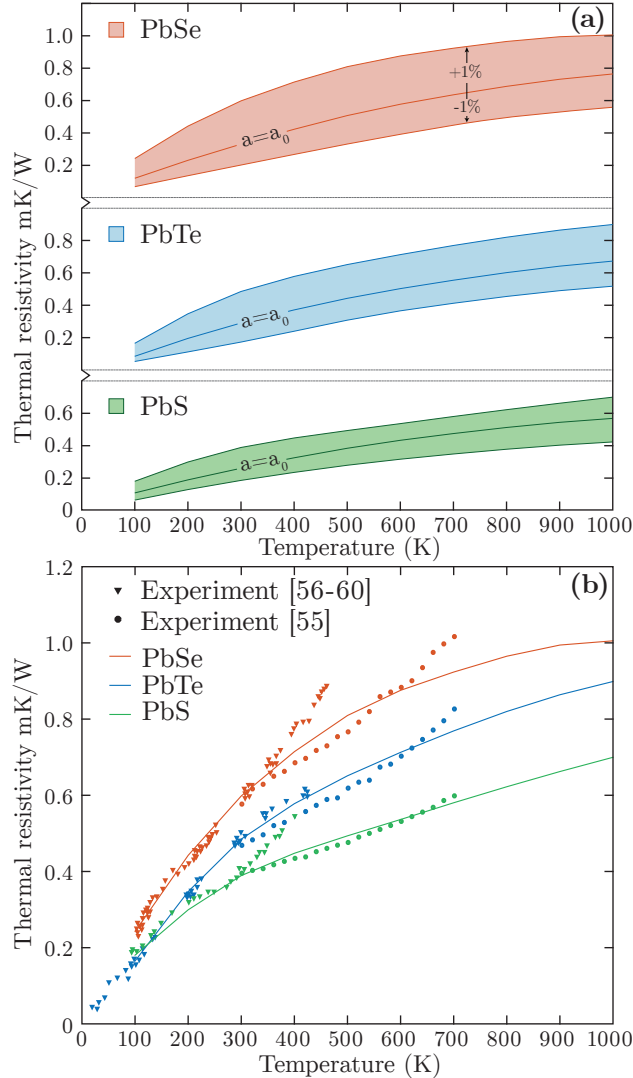 (a)
PbSe
1.0
0.8
0.6
0.4
0.2
+1%
-1%
a=a0
PbTe
0.8
0.6
0.4
0.2
a=a0
PbS
0.6
0.4
0.2
0
a=a0
Thermal resistivity mK/W
0 100 200 300 400 500 600 700 800 900 1000
Temperature (K)
(b)
Experiment [56-60]
Experiment [55]
PbSe
PbTe
PbS
1.2
1.0
0.8
0.6
0.4
0.2
0
Thermal resistivity mK/W
100 200 300 400 500 600 700 800 900 1000
Temperature (K)